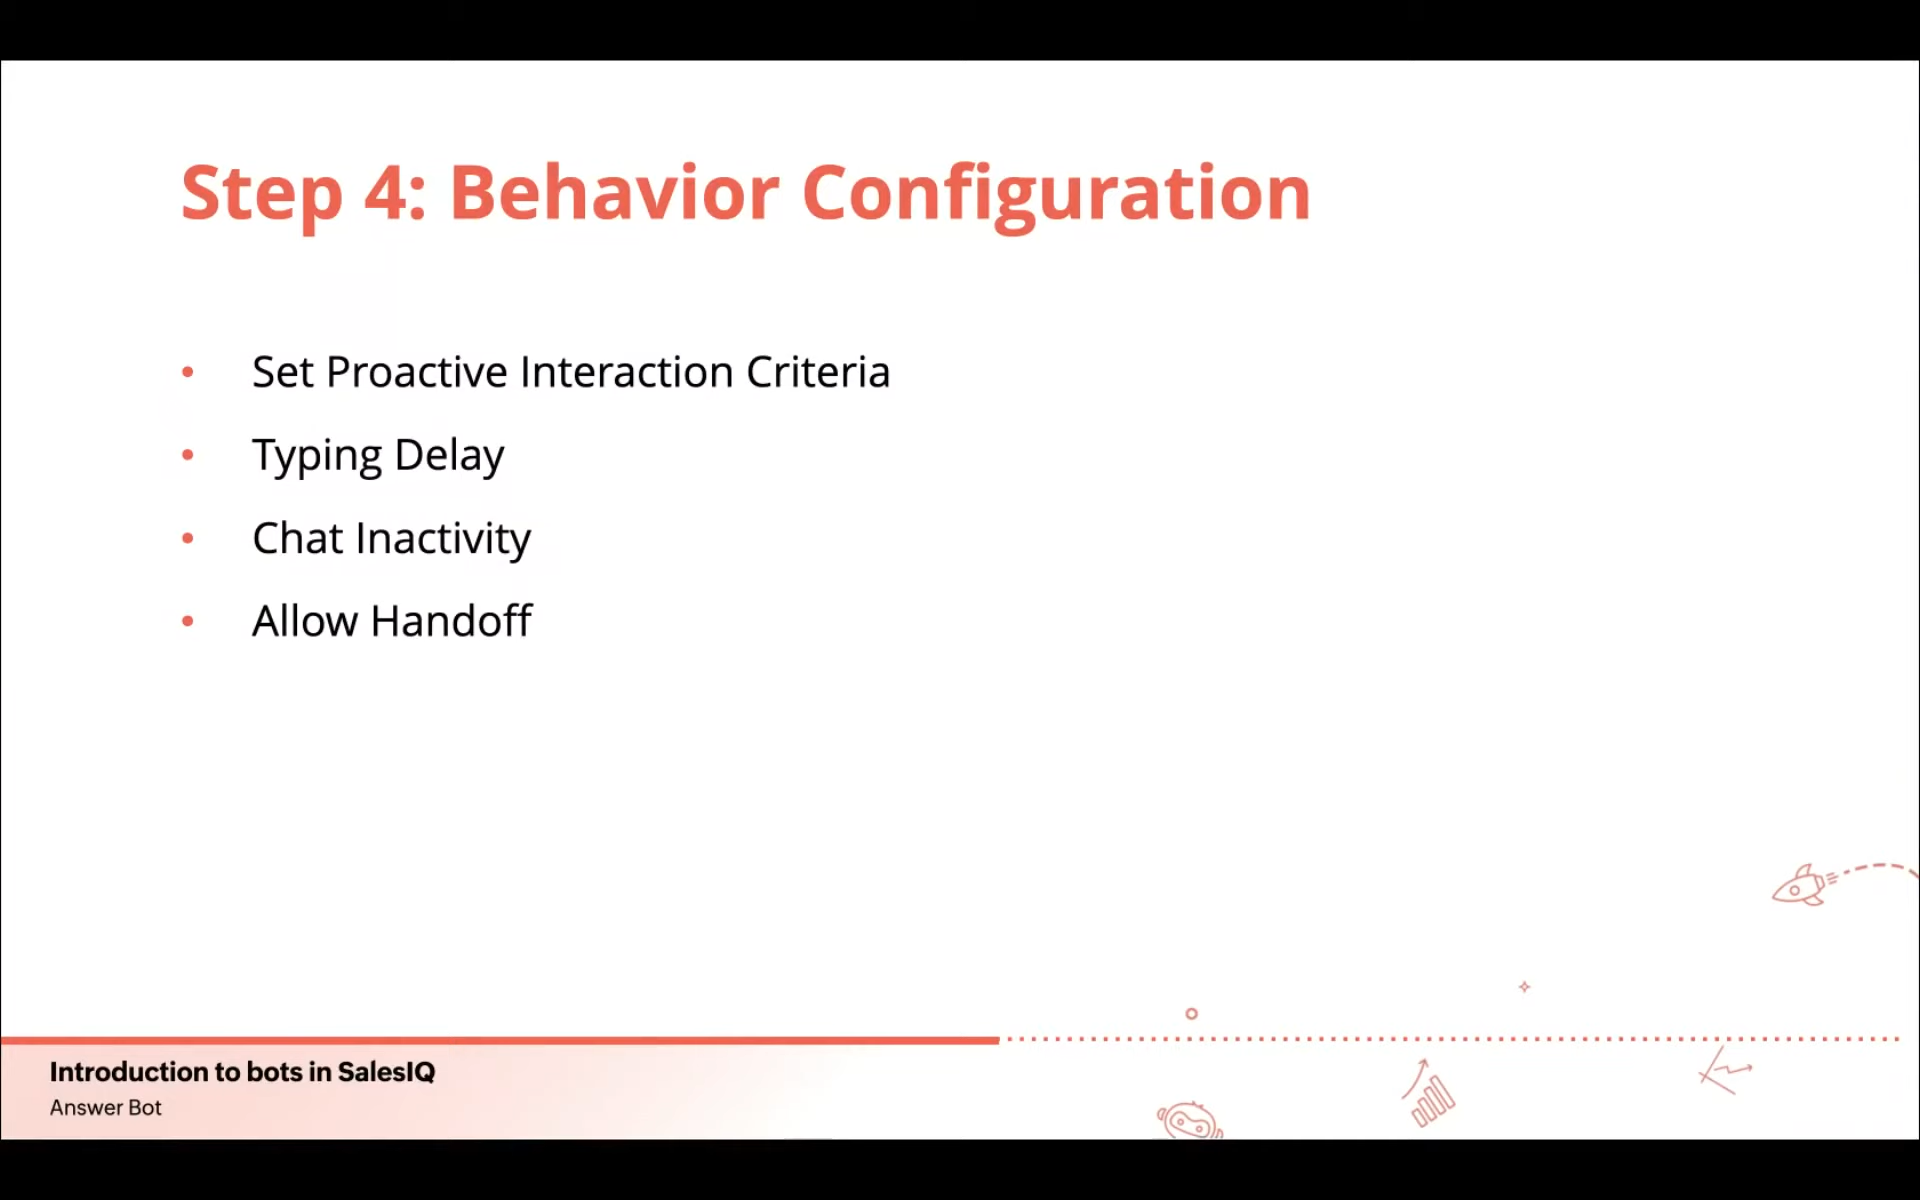 Step 4: Behavior Configuration
• Set Proactive Interaction Criteria
• Typing Delay
• Chat Inactivity
• Allow Handoff
Introduction to bots in SalesIQ
Answer Bot